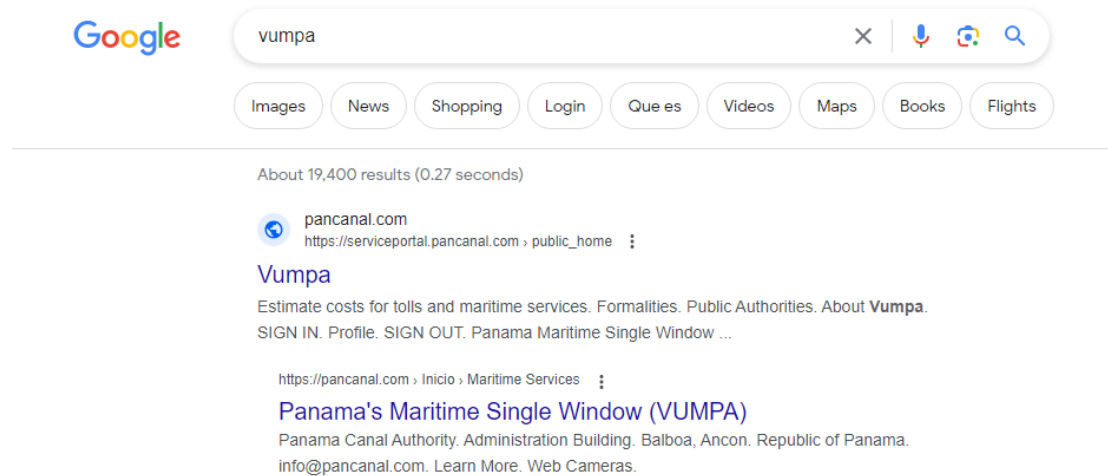 Google
vumpa
Images News Shopping Login Que es Videos Maps Books Flights
About 19,400 results (0.27 seconds)
pancanal.com
https://serviceportal.pancanal.com › public_home
Vumpa
Estimate costs for tolls and maritime services. Formalities. Public Authorities. About Vumpa.
SIGN IN. Profile. SIGN OUT. Panama Maritime Single Window ...
https://pancanal.com › Inicio › Maritime Services
Panama's Maritime Single Window (VUMPA)
Panama Canal Authority. Administration Building. Balboa, Ancon. Republic of Panama.
info@pancanal.com. Learn More. Web Cameras.